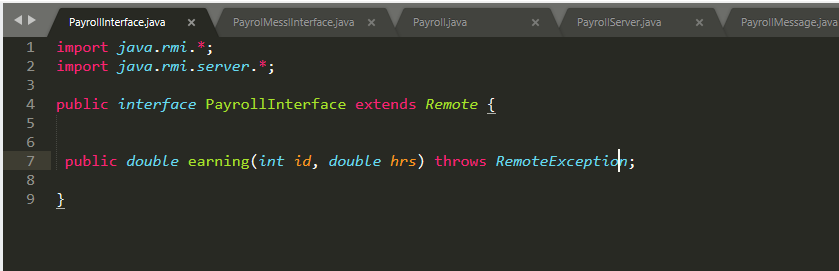 PayrollInterface.java
PayrolMesslInterface.java
Payroll.java
PayrollServer.java
PayrollMessage.java
1 import java.rmi.*;
2 import java.rmi.server.*;
3
4 public interface PayrollInterface extends Remote {
5
6
7 public double earning(int id, double hrs) throws RemoteException;
8
9 }